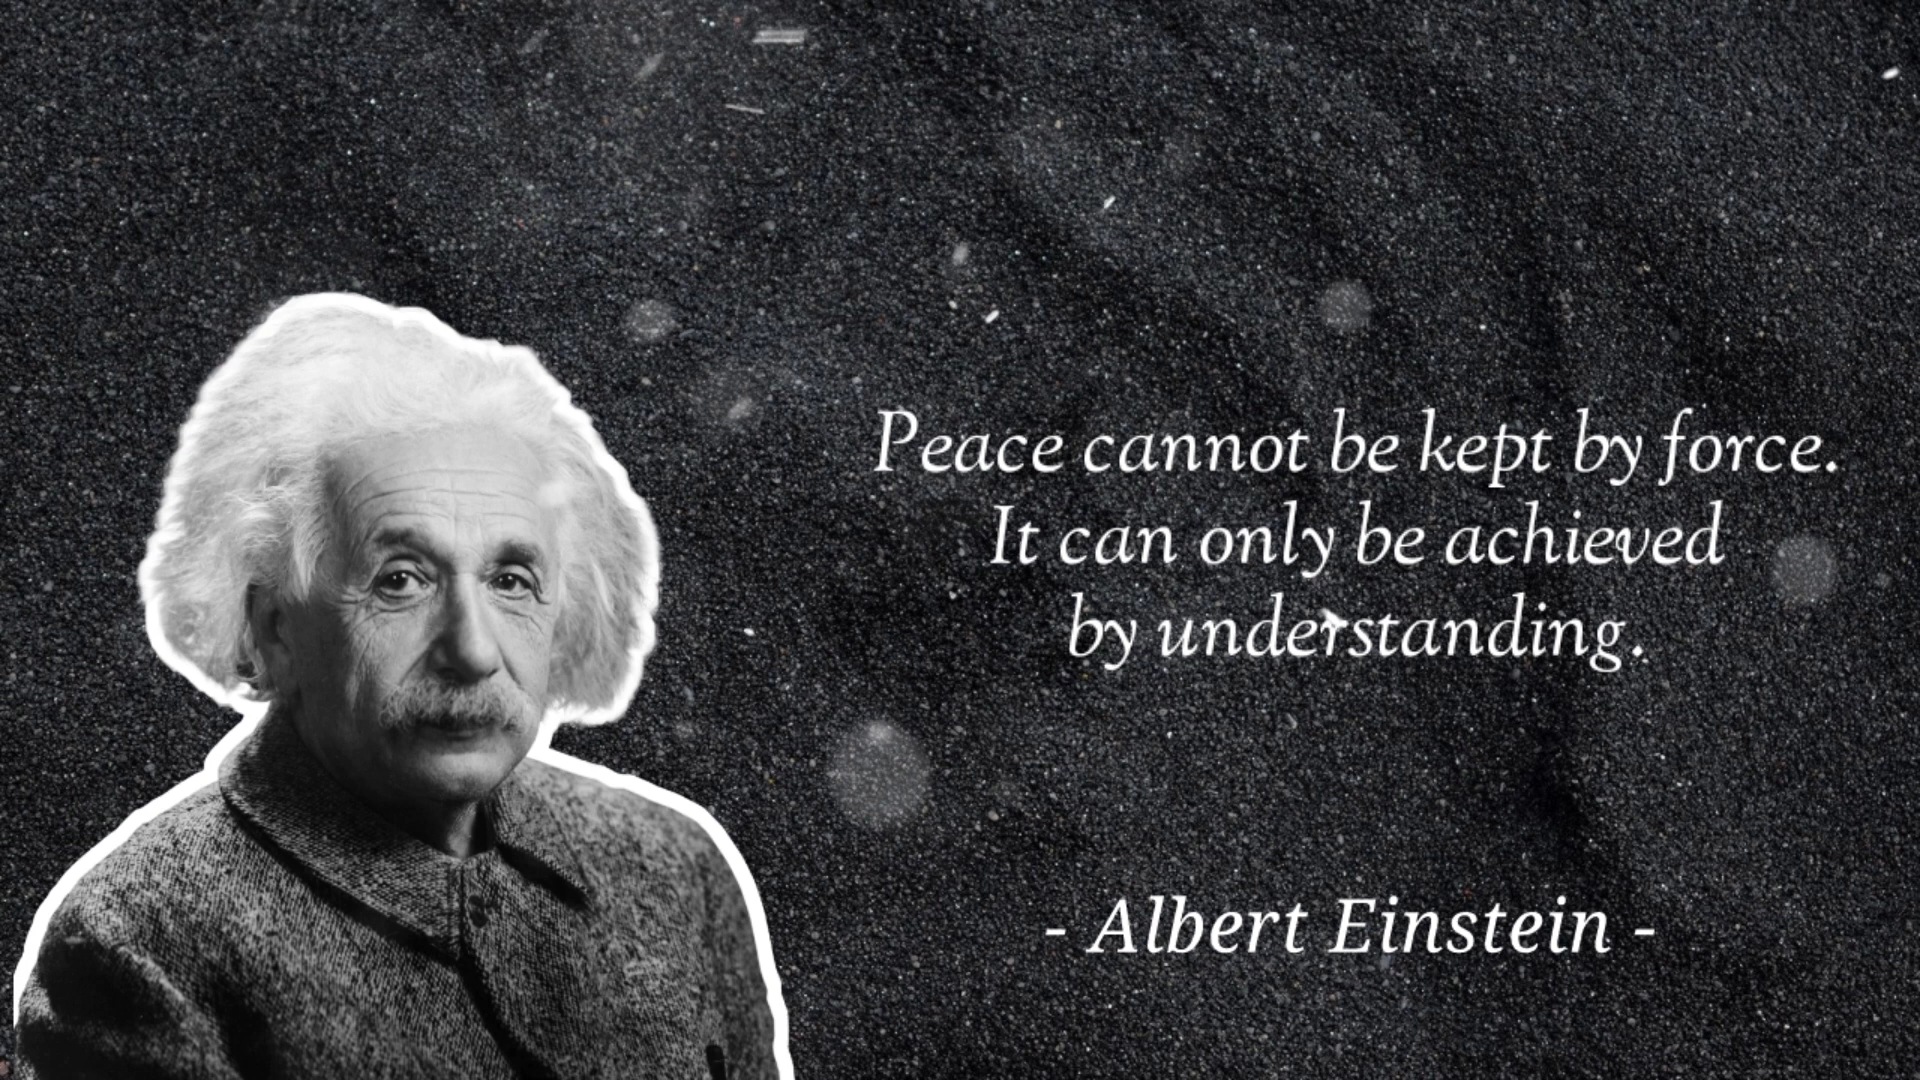 Peace cannot be kept by force.
It can only be achieved
by understanding.
- Albert Einstein -